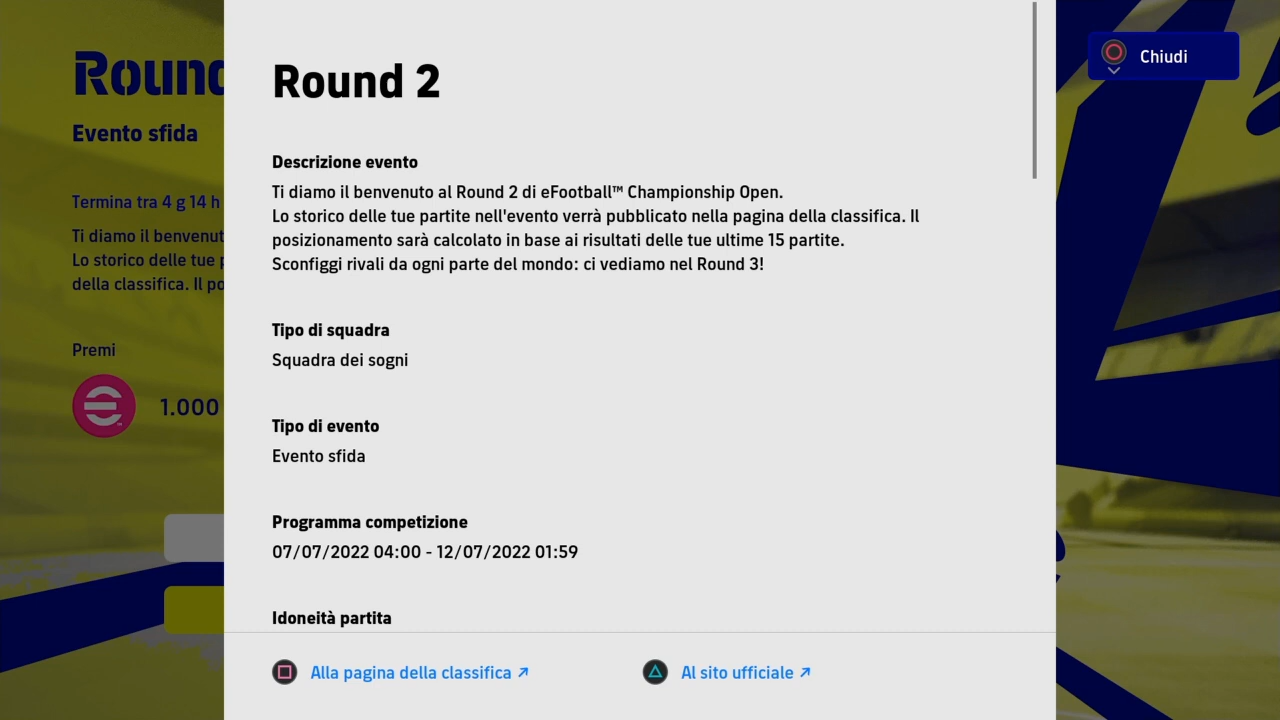 Round
Evento sfida
Termina tra 4 g 14 h
Ti diamo il
Lo storico delle tue
della classifica. Il
Premi
1.000
Round 2
Descrizione evento
Ti diamo il benvenuto al Round 2 di eFootball™ Championship Open.
Lo storico delle tue partite nell'evento verrà pubblicato nella pagina della classifica. Il
posizionamento sarà calcolato in base ai risultati delle tue ultime 15 partite.
Sconfiggi rivali da ogni parte del mondo: ci vediamo nel Round 3!
Tipo di squadra
Squadra dei sogni
Tipo di evento
Evento sfida
Programma competizione
07/07/2022 04:00 - 12/07/2022 01:59
Idoneità partita
Alla pagina della classifica ↗
Al sito ufficiale ↗
Chiudi